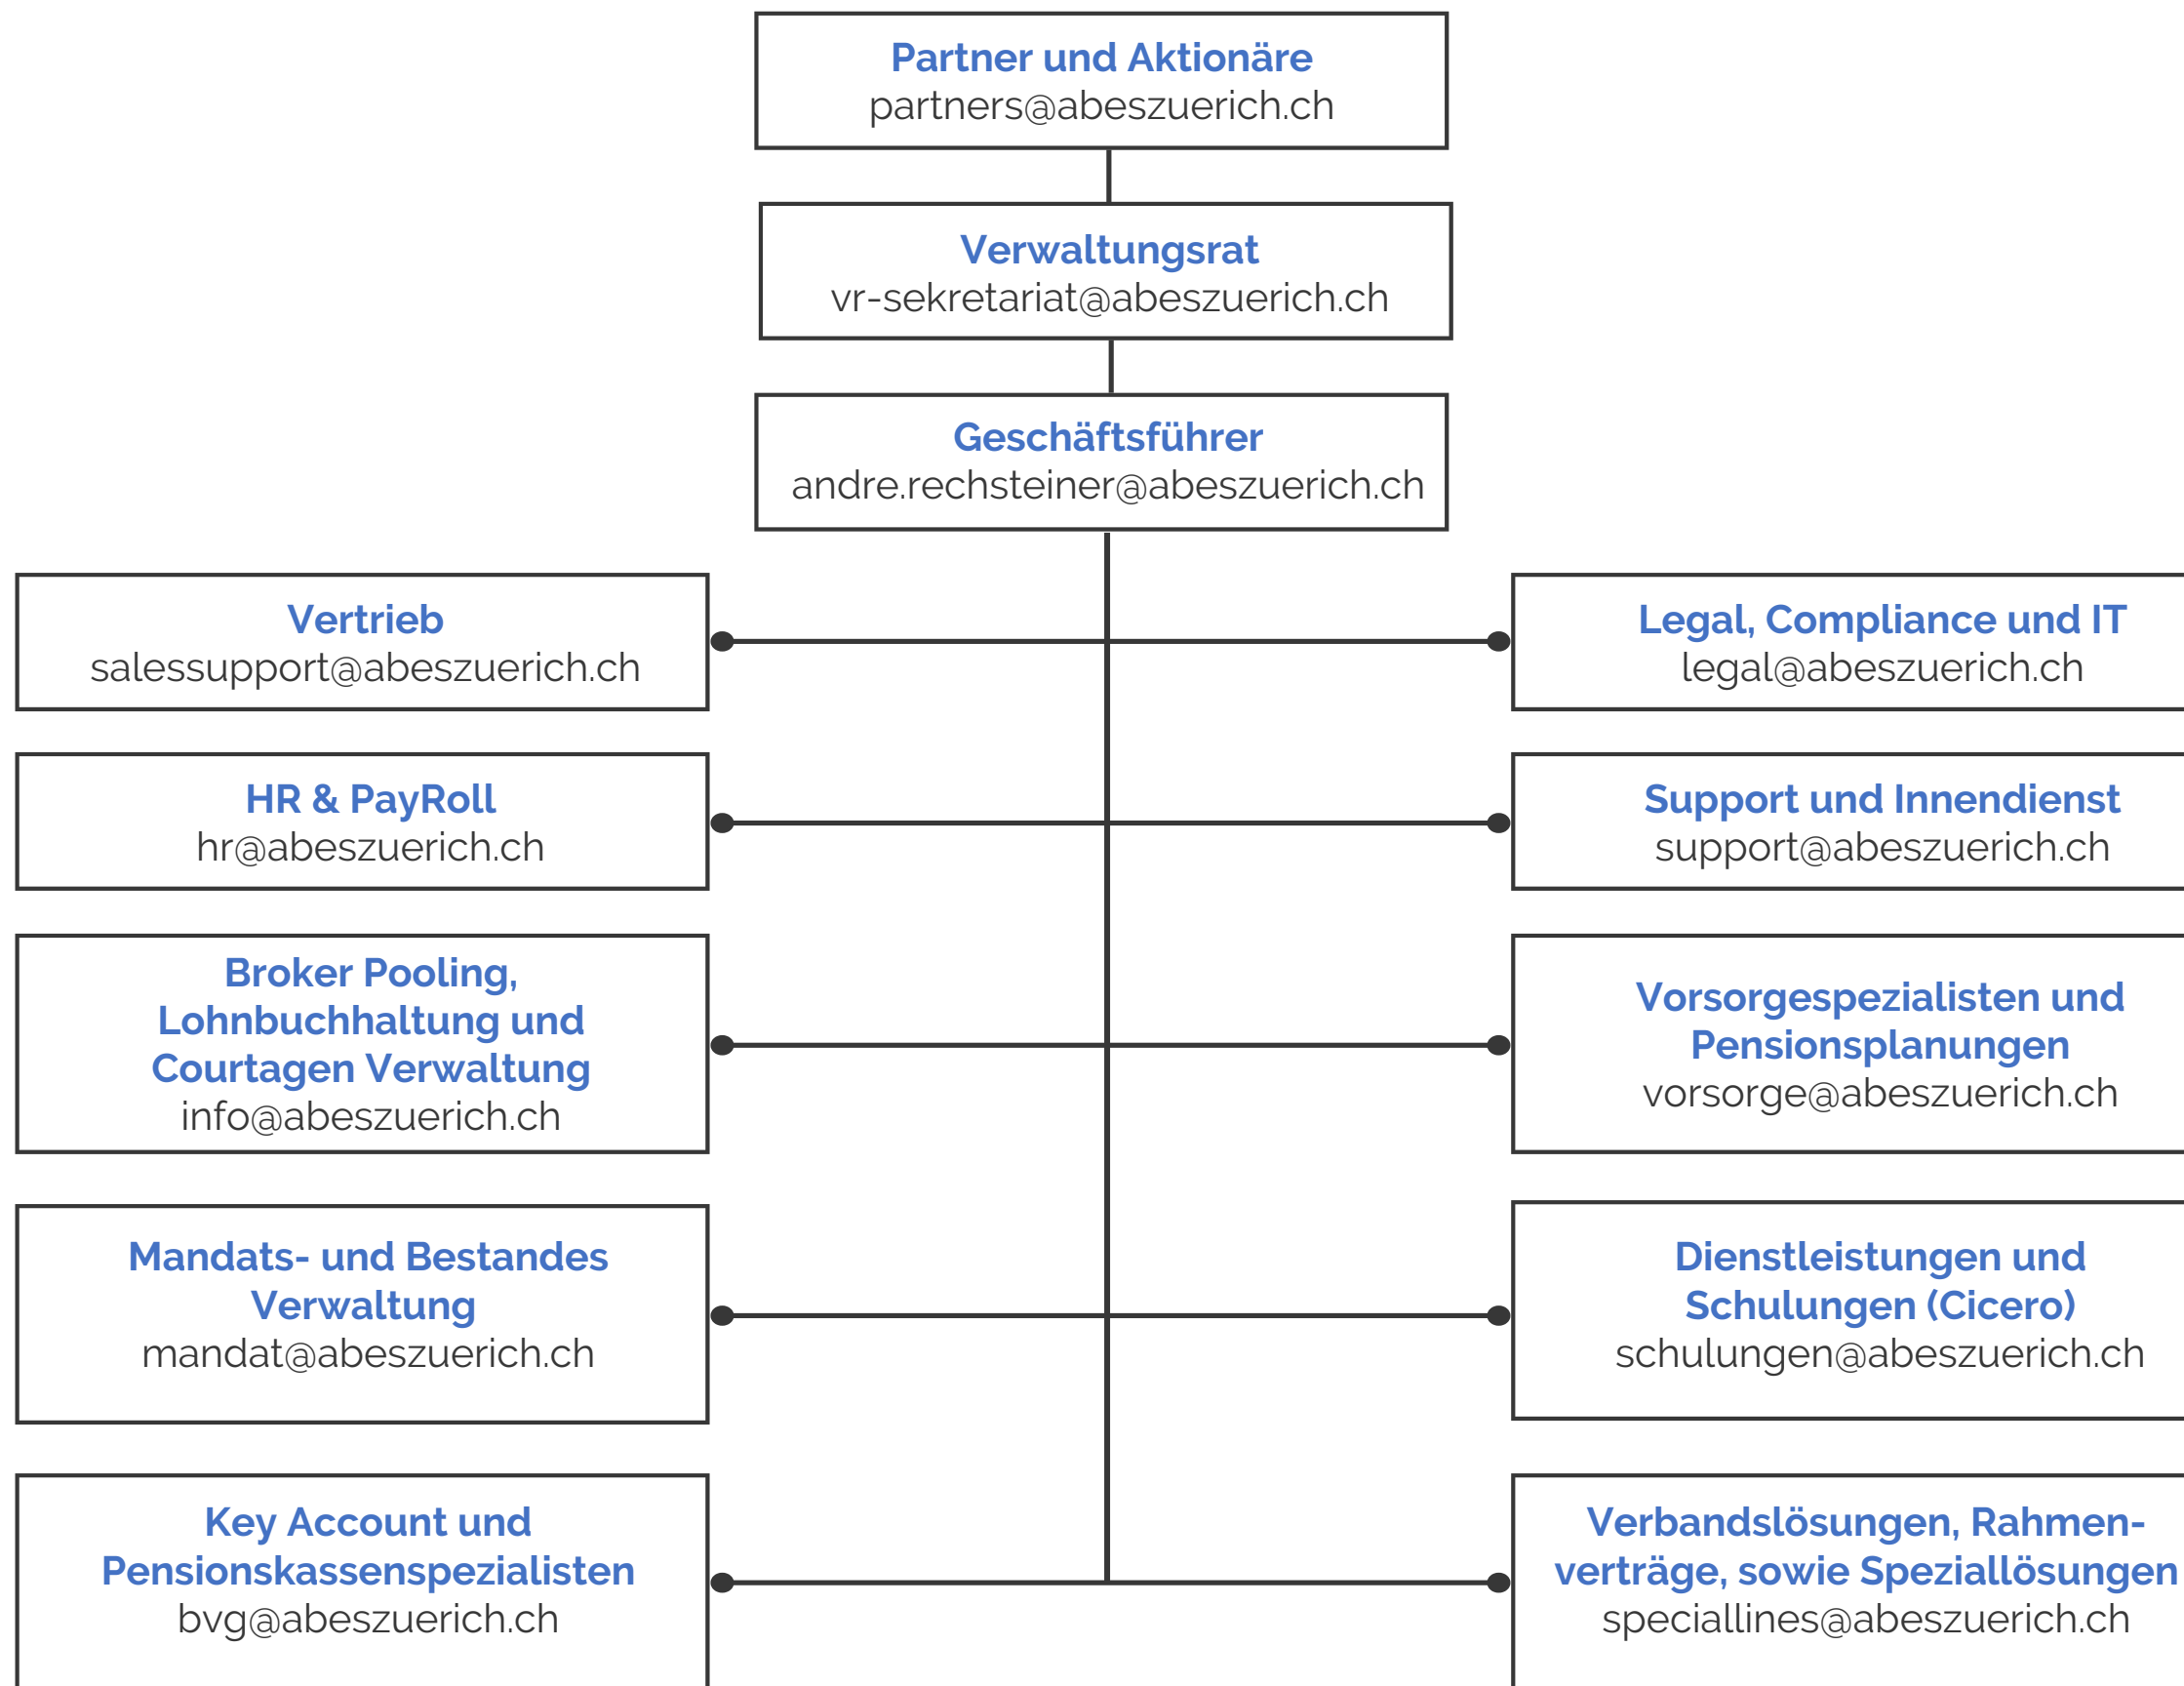 Partner und Aktionäre
partners@abeszuerich.ch
Verwaltungsrat
vr-sekretariat@abeszuerich.ch
Geschäftsführer
andre.rechsteiner@abeszuerich.ch
Vertrieb
salessupport@abeszuerich.ch
Legal, Compliance und IT
legal@abeszuerich.ch
HR & PayRoll
hr@abeszuerich.ch
Support und Innendienst
support@abeszuerich.ch
Broker Pooling,
Lohnbuchhaltung und
Courtagen Verwaltung
info@abeszuerich.ch
Vorsorgespezialisten und
Pensionsplanungen
vorsorge@abeszuerich.ch
Mandats- und Bestandes
Verwaltung
mandat@abeszuerich.ch
Dienstleistungen und
Schulungen (Cicero)
schulungen@abeszuerich.ch
Key Account und
Pensionskassenspezialisten
bvg@abeszuerich.ch
Verbandslösungen, Rahmen-
verträge, sowie Speziallösungen
speciallines@abeszuerich.ch